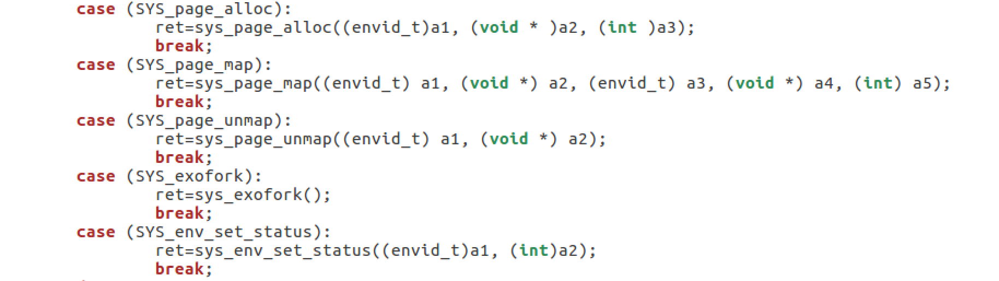 case (SYS_page_alloc):
ret=sys_page_alloc((envid_t)a1, (void * )a2, (int )a3);
break;
case (SYS_page_map):
ret=sys_page_map((envid_t) a1, (void *) a2, (envid_t) a3, (void *) a4, (int) a5);
break;
case (SYS_page_unmap):
ret=sys_page_unmap((envid_t) a1, (void *) a2);
break;
case (SYS_exofork):
ret=sys_exofork();
break;
case (SYS_env_set_status):
ret=sys_env_set_status((envid_t)a1, (int)a2);
break;